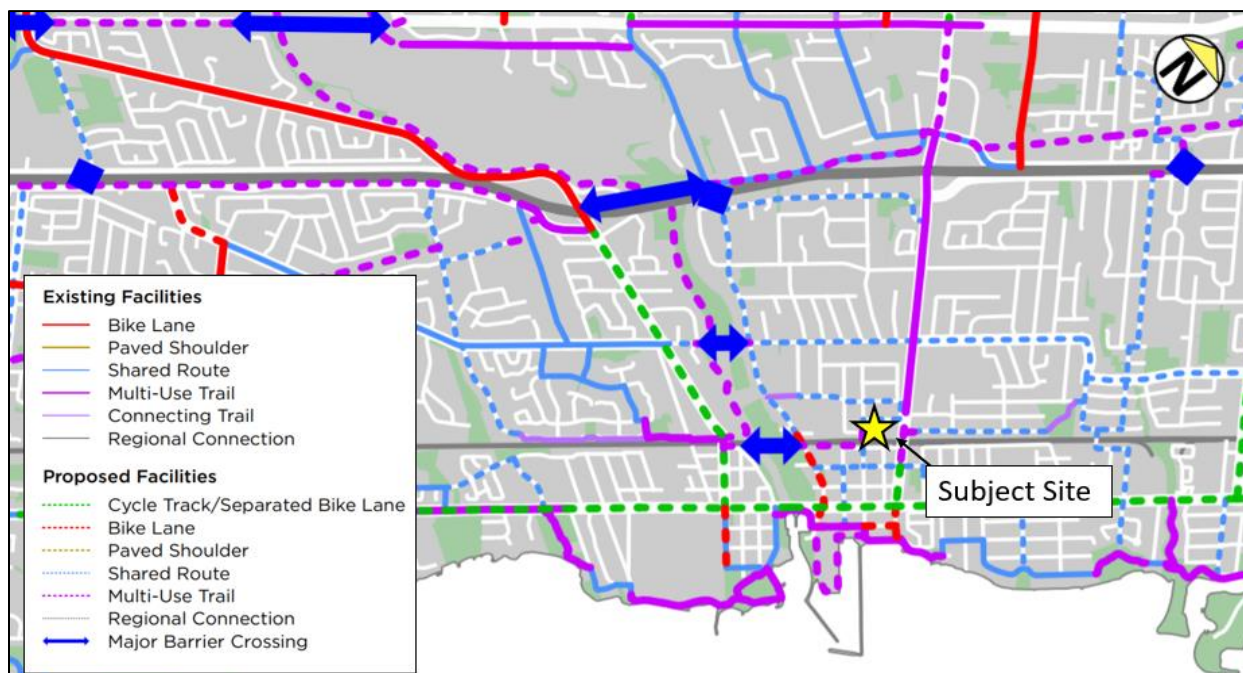 N
Existing Facilities
Bike Lane
Paved Shoulder
Shared Route
Multi-Use Trail
Connecting Trail
Regional Connection
Proposed Facilities
Cycle Track/Separated Bike Lane
Bike Lane
Paved Shoulder
Shared Route
Multi-Use Trail
Regional Connection
Major Barrier Crossing
Subject Site